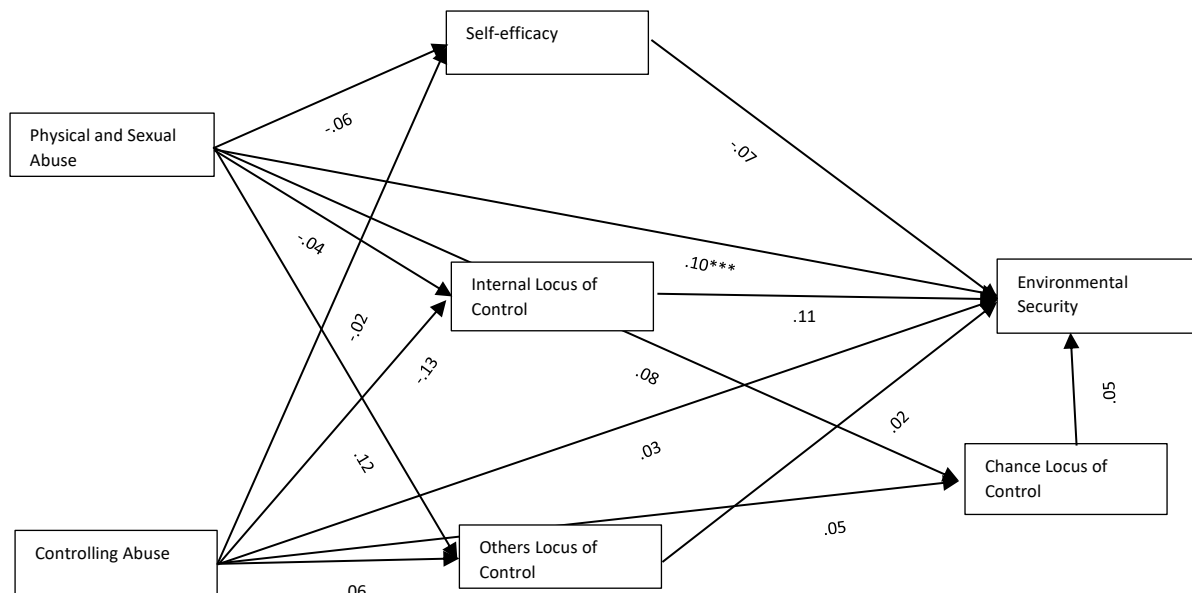 Self-efficacy
Physical and Sexual
Abuse
-.06
-.07
-.04
.10***
Internal Locus of
Control
Environmental
Security
.11
-.02
-.13
.08
.05
.02
.03
.12
Chance Locus of
Control
.05
Controlling Abuse
Others Locus of
Control
.06